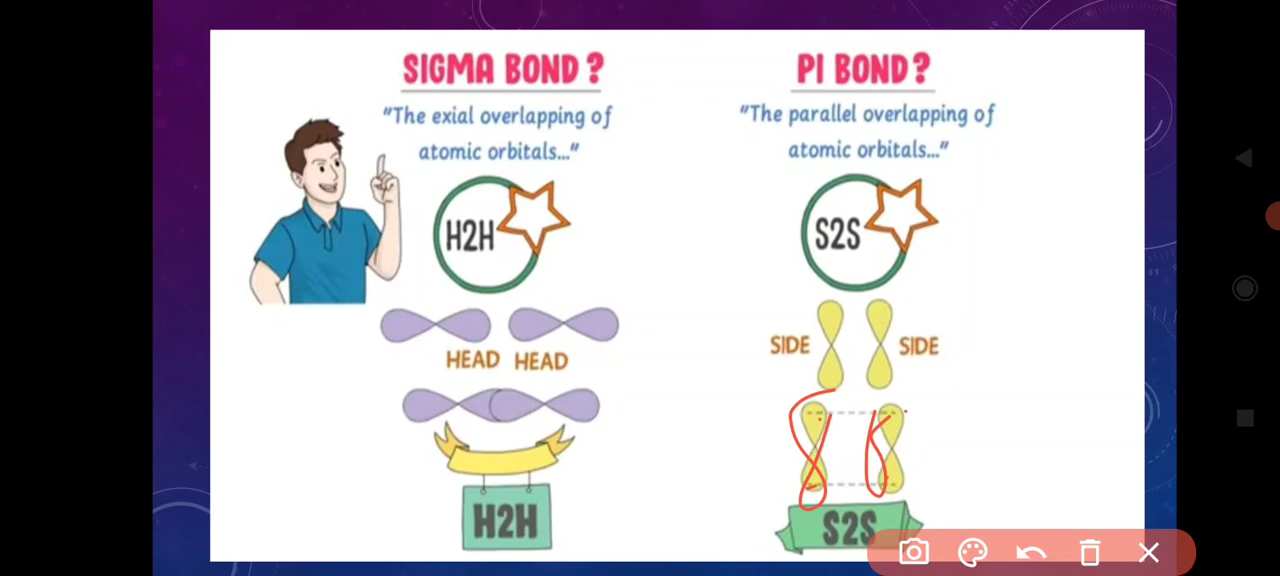 SIGMA BOND?
"The exial overlapping of
atomic orbitals..."
H2H
HEAD HEAD
H2H
PI BOND?
"The parallel overlapping of
atomic orbitals..."
S2S
SIDE SIDE
S2S